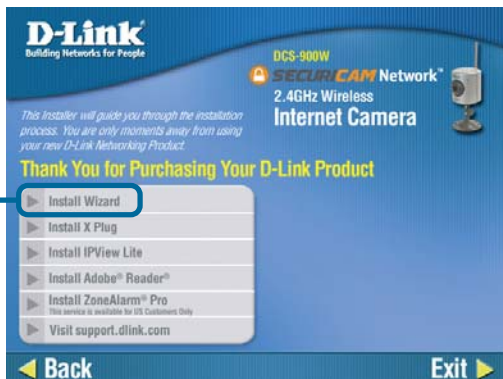 D-Link
Building Networks for People
DCS-900W
SECURICAM Network™
2.4GHz Wireless
Internet Camera
This Installer will guide you through the installation
process. You are only moments away from using
your new D-Link Networking Product.
Thank You for Purchasing Your D-Link Product
Install Wizard
Install X Plug
Install IPView Lite
Install Adobe® Reader®
Install ZoneAlarm® Pro
This service is available for US Customers Only
Visit support.dlink.com
Back
Exit